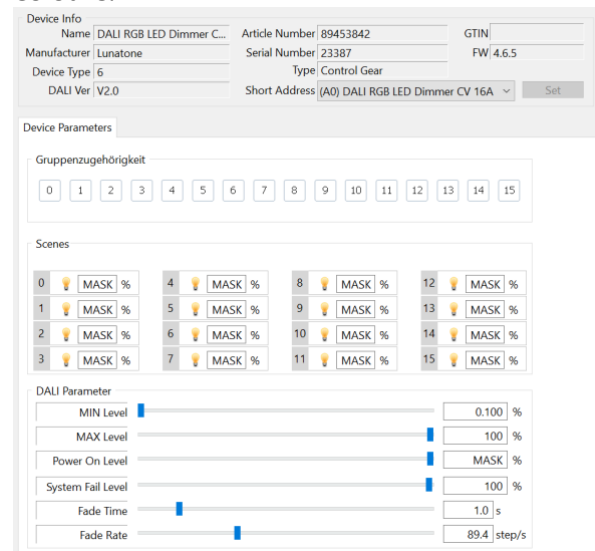 Device Info
Name DALI RGB LED Dimmer C... Article Number 89453842 GTIN
Manufacturer Lunatone Serial Number 23387 FW 4.6.5
Device Type 6 Type Control Gear
DALI Ver V2.0 Short Address (A0) DALI RGB LED Dimmer CV 16A Set
Device Parameters
Gruppenzugehörigkeit
0 1 2 3 4 5 6 7 8 9 10 11 12 13 14 15
Scenes
0 MASK % 4 MASK % 8 MASK % 12 MASK %
1 MASK % 5 MASK % 9 MASK % 13 MASK %
2 MASK % 6 MASK % 10 MASK % 14 MASK %
3 MASK % 7 MASK % 11 MASK % 15 MASK %
DALI Parameter
MIN Level 0.100 %
MAX Level 100 %
Power On Level MASK %
System Fail Level 100 %
Fade Time 1.0 s
Fade Rate 89.4 step/s